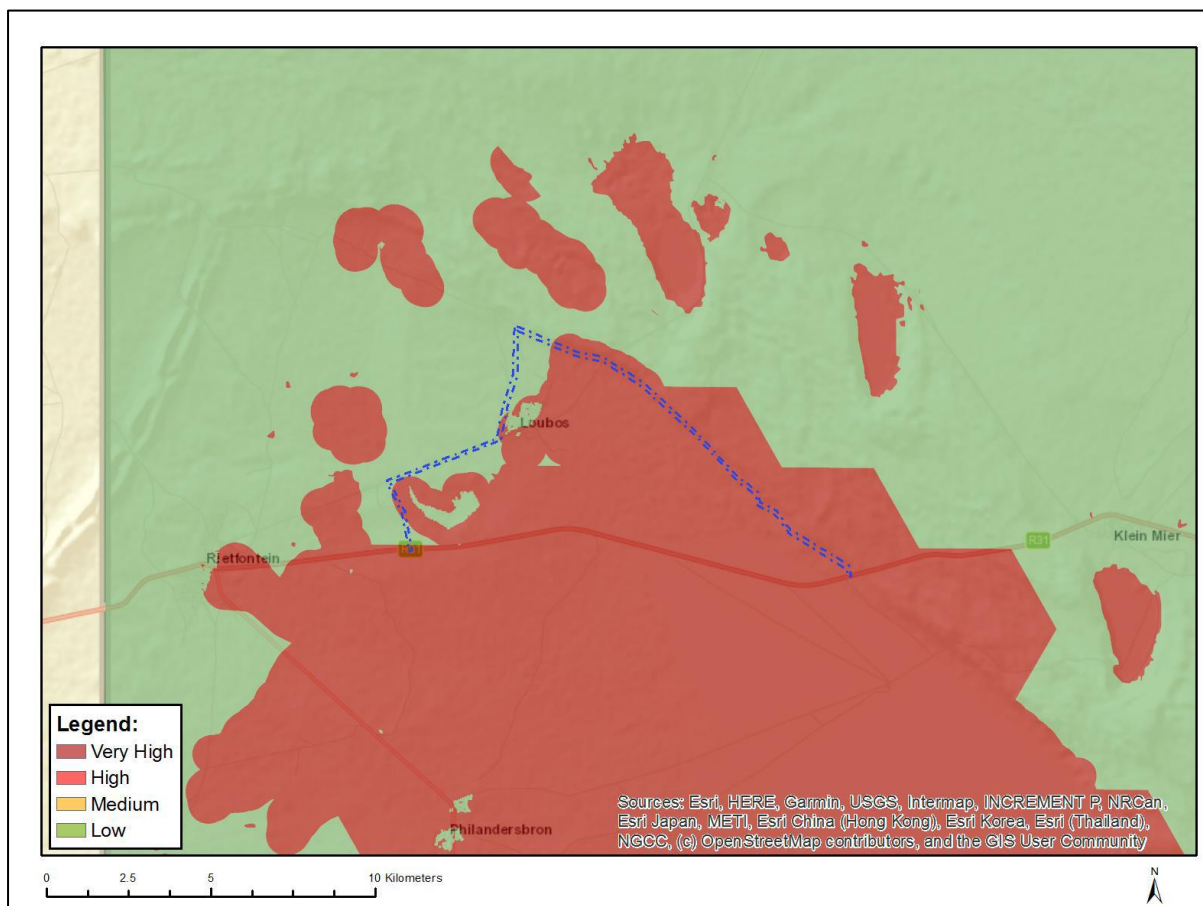 Loubos
Rietfontein
R31
Klein Mier
Philandersbron
Legend:
Very High
High
Medium
Low
Sources: Esri, HERE, Garmin, USGS, Intermap, INCREMENT P, NRCan,
Esri Japan, METI, Esri China (Hong Kong), Esri Korea, Esri (Thailand),
NGCC, (c) OpenStreetMap contributors, and the GIS User Community
0 2.5 5 10 Kilometers
N